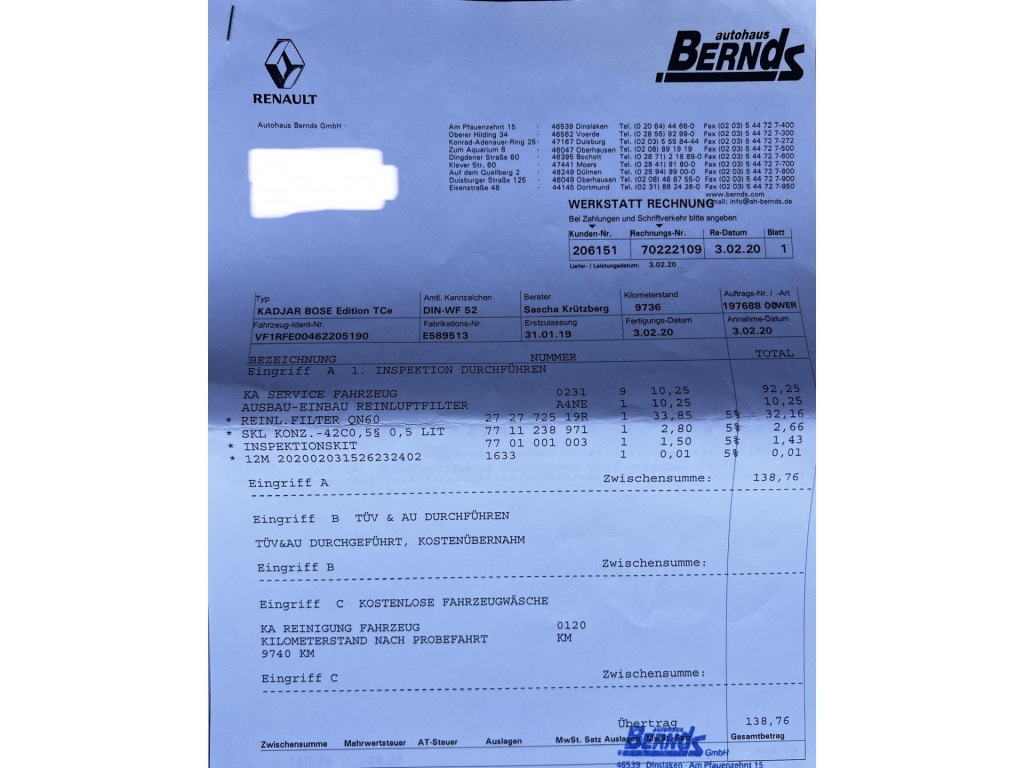 autohaus
BERNDS
RENAULT
Autohaus Bernds GmbH ·
Am Pfauenzehnt 15 · 46539 Dinslaken Tel. (0 20 64) 44 66-0 Fax (02 03) 5 44 72 7-400
Oberer Hilding 34 · 46562 Voerde Tel. (0 28 55) 92 99-0 Fax (02 03) 5 44 72 7-300
Konrad-Adenauer-Ring 25 · 47167 Duisburg Tel. (02 03) 5 55 84-44 Fax (02 03) 5 44 72 7-272
Zum Aquarium 8 · 46047 Oberhausen Tel. (02 08) 89 19 19 Fax (02 03) 5 44 72 7-500
Dingdener Straße 60 · 46395 Bocholt Tel. (0 28 71) 2 18 89-0 Fax (02 03) 5 44 72 7-600
Klever Str. 60 · 47441 Moers Tel. (0 28 41) 91 80-0 Fax (02 03) 5 44 72 7-700
Auf dem Quellberg 2 · 48249 Dülmen Tel. (0 25 94) 99 00-0 Fax (02 03) 5 44 72 7-800
Duisburger Straße 125 · 46049 Oberhausen Tel. (02 08) 46 87 55-0 Fax (02 03) 5 44 72 7-900
Eisenstraße 48 · 44145 Dortmund Tel. (02 31) 88 24 26-0 Fax (02 03) 5 44 72 7-950
www.bernds.com
WERKSTATT RECHNUNG mail: info@ah-bernds.de
Bei Zahlungen und Schriftverkehr bitte angeben
Kunden-Nr. Rechnungs-Nr. Re-Datum Blatt
206151 70222109 3.02.20 1
Liefer- / Leistungsdatum: 3.02.20
Typ Amtl. Kennzeichen Berater Kilometerstand Auftrags-Nr./ -Art
KADJAR BOSE Edition TCe DIN-WF 52 Sascha Krützberg 9736 197688 00WER
Fahrzeug-Ident-Nr. Fabrikations-Nr. Erstzulassung Fertigungs-Datum Annahme-Datum
VF1RFE00462205190 E589513 31.01.19 3.02.20 3.02.20
BEZEICHNUNG NUMMER TOTAL
Eingriff A 1. INSPEKTION DURCHFÜHREN
KA SERVICE FAHRZEUG 0231 9 10,25 92,25
AUSBAU-EINBAU REINLUFTFILTER A4NE 1 10,25 10,25
* REINL.FILTER QN60 27 27 725 19R 1 33,85 5% 32,16
* SKL KONZ.-42C0,5§ 0,5 LIT 77 11 238 971 1 2,80 5% 2,66
* INSPEKTIONSKIT 77 01 001 003 1 1,50 5% 1,43
* 12M 202002031526232402 1633 1 0,01 5% 0,01
Eingriff A Zwischensumme: 138,76
Eingriff B TÜV & AU DURCHFÜHREN
TÜV&AU DURCHGEFÜHRT, KOSTENÜBERNAHM
Eingriff B Zwischensumme:
Eingriff C KOSTENLOSE FAHRZEUGWÄSCHE
KA REINIGUNG FAHRZEUG 0120
KILOMETERSTAND NACH PROBEFAHRT KM
9740 KM
Eingriff C Zwischensumme:
Übertrag 138,76
Zwischensumme Mehrwertsteuer AT-Steuer Auslagen MwSt. Satz Auslagen MwSt. Satz Gesamtbetrag
autohaus
BERNDS GmbH
46539 Dinslaken · Am Pfauenzehnt 15